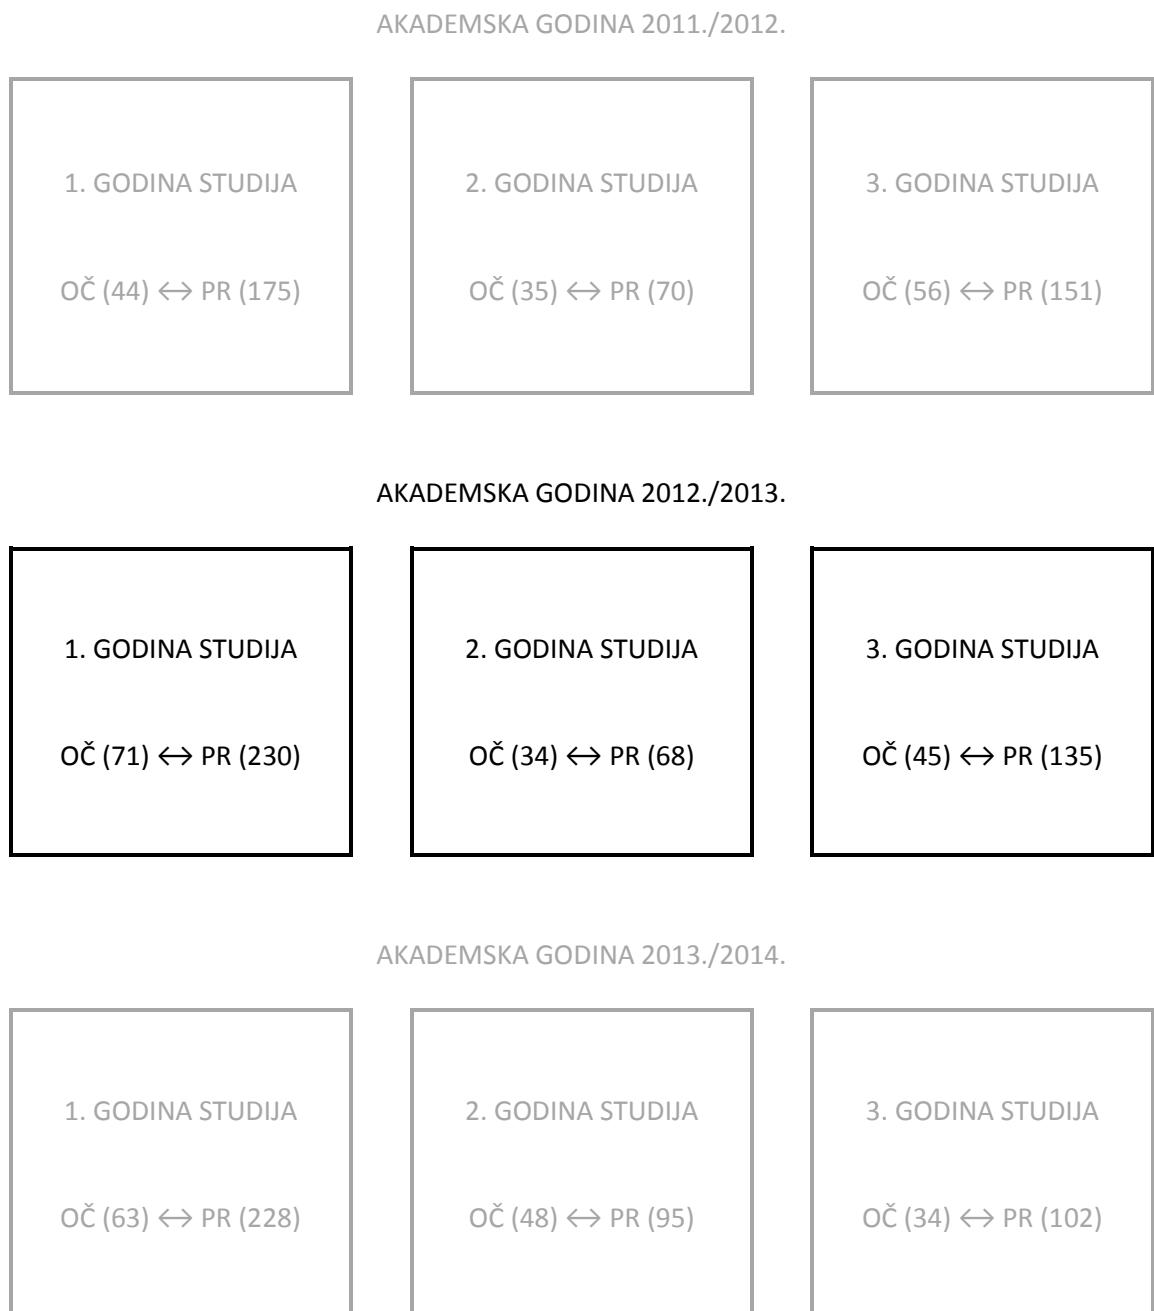 AKADEMSKA GODINA 2011./2012.
1. GODINA STUDIJA
OČ (44) ↔ PR (175)
2. GODINA STUDIJA
OČ (35) ↔ PR (70)
3. GODINA STUDIJA
OČ (56) ↔ PR (151)
AKADEMSKA GODINA 2012./2013.
1. GODINA STUDIJA
OČ (71) ↔ PR (230)
2. GODINA STUDIJA
OČ (34) ↔ PR (68)
3. GODINA STUDIJA
OČ (45) ↔ PR (135)
AKADEMSKA GODINA 2013./2014.
1. GODINA STUDIJA
OČ (63) ↔ PR (228)
2. GODINA STUDIJA
OČ (48) ↔ PR (95)
3. GODINA STUDIJA
OČ (34) ↔ PR (102)